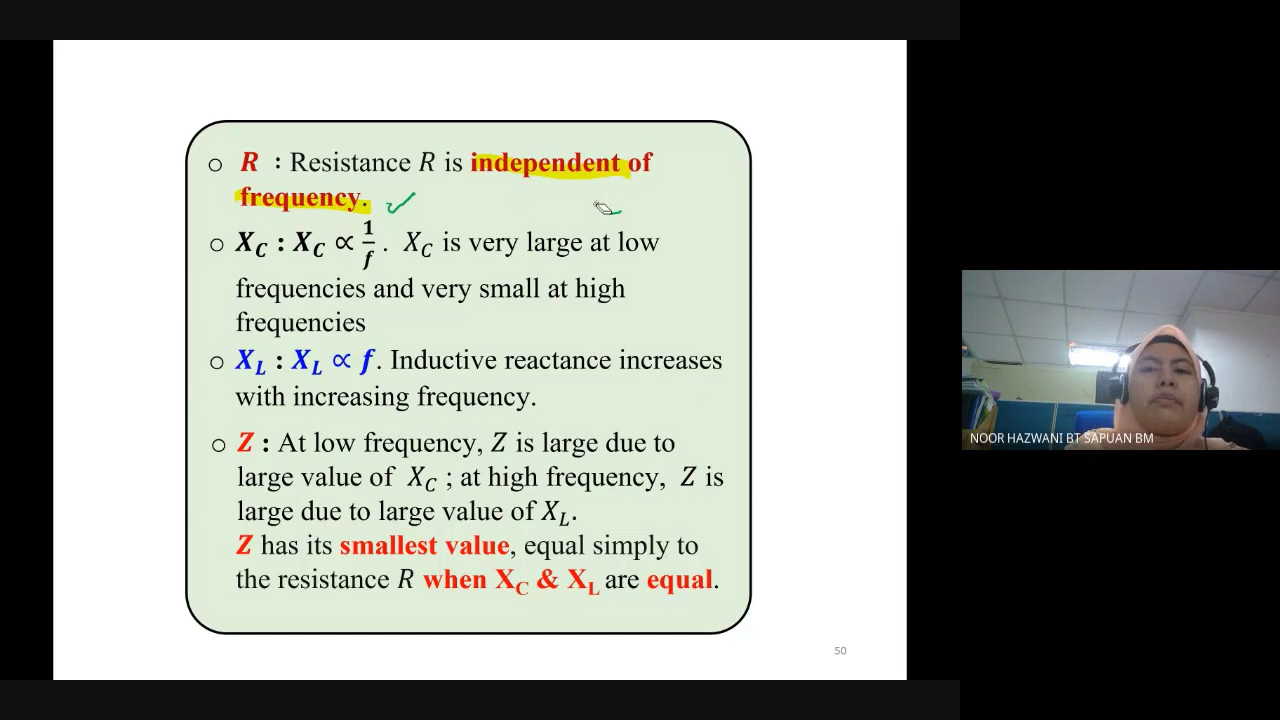 ○ R : Resistance R is independent of
frequency.
○ X_C : X_C ∝ 1/f . X_C is very large at low
frequencies and very small at high
frequencies
○ X_L : X_L ∝ f. Inductive reactance increases
with increasing frequency.
○ Z : At low frequency, Z is large due to
large value of X_C ; at high frequency, Z is
large due to large value of X_L.
Z has its smallest value, equal simply to
the resistance R when X_C & X_L are equal.
50
NOOR HAZWANI BT SAPUAN BM